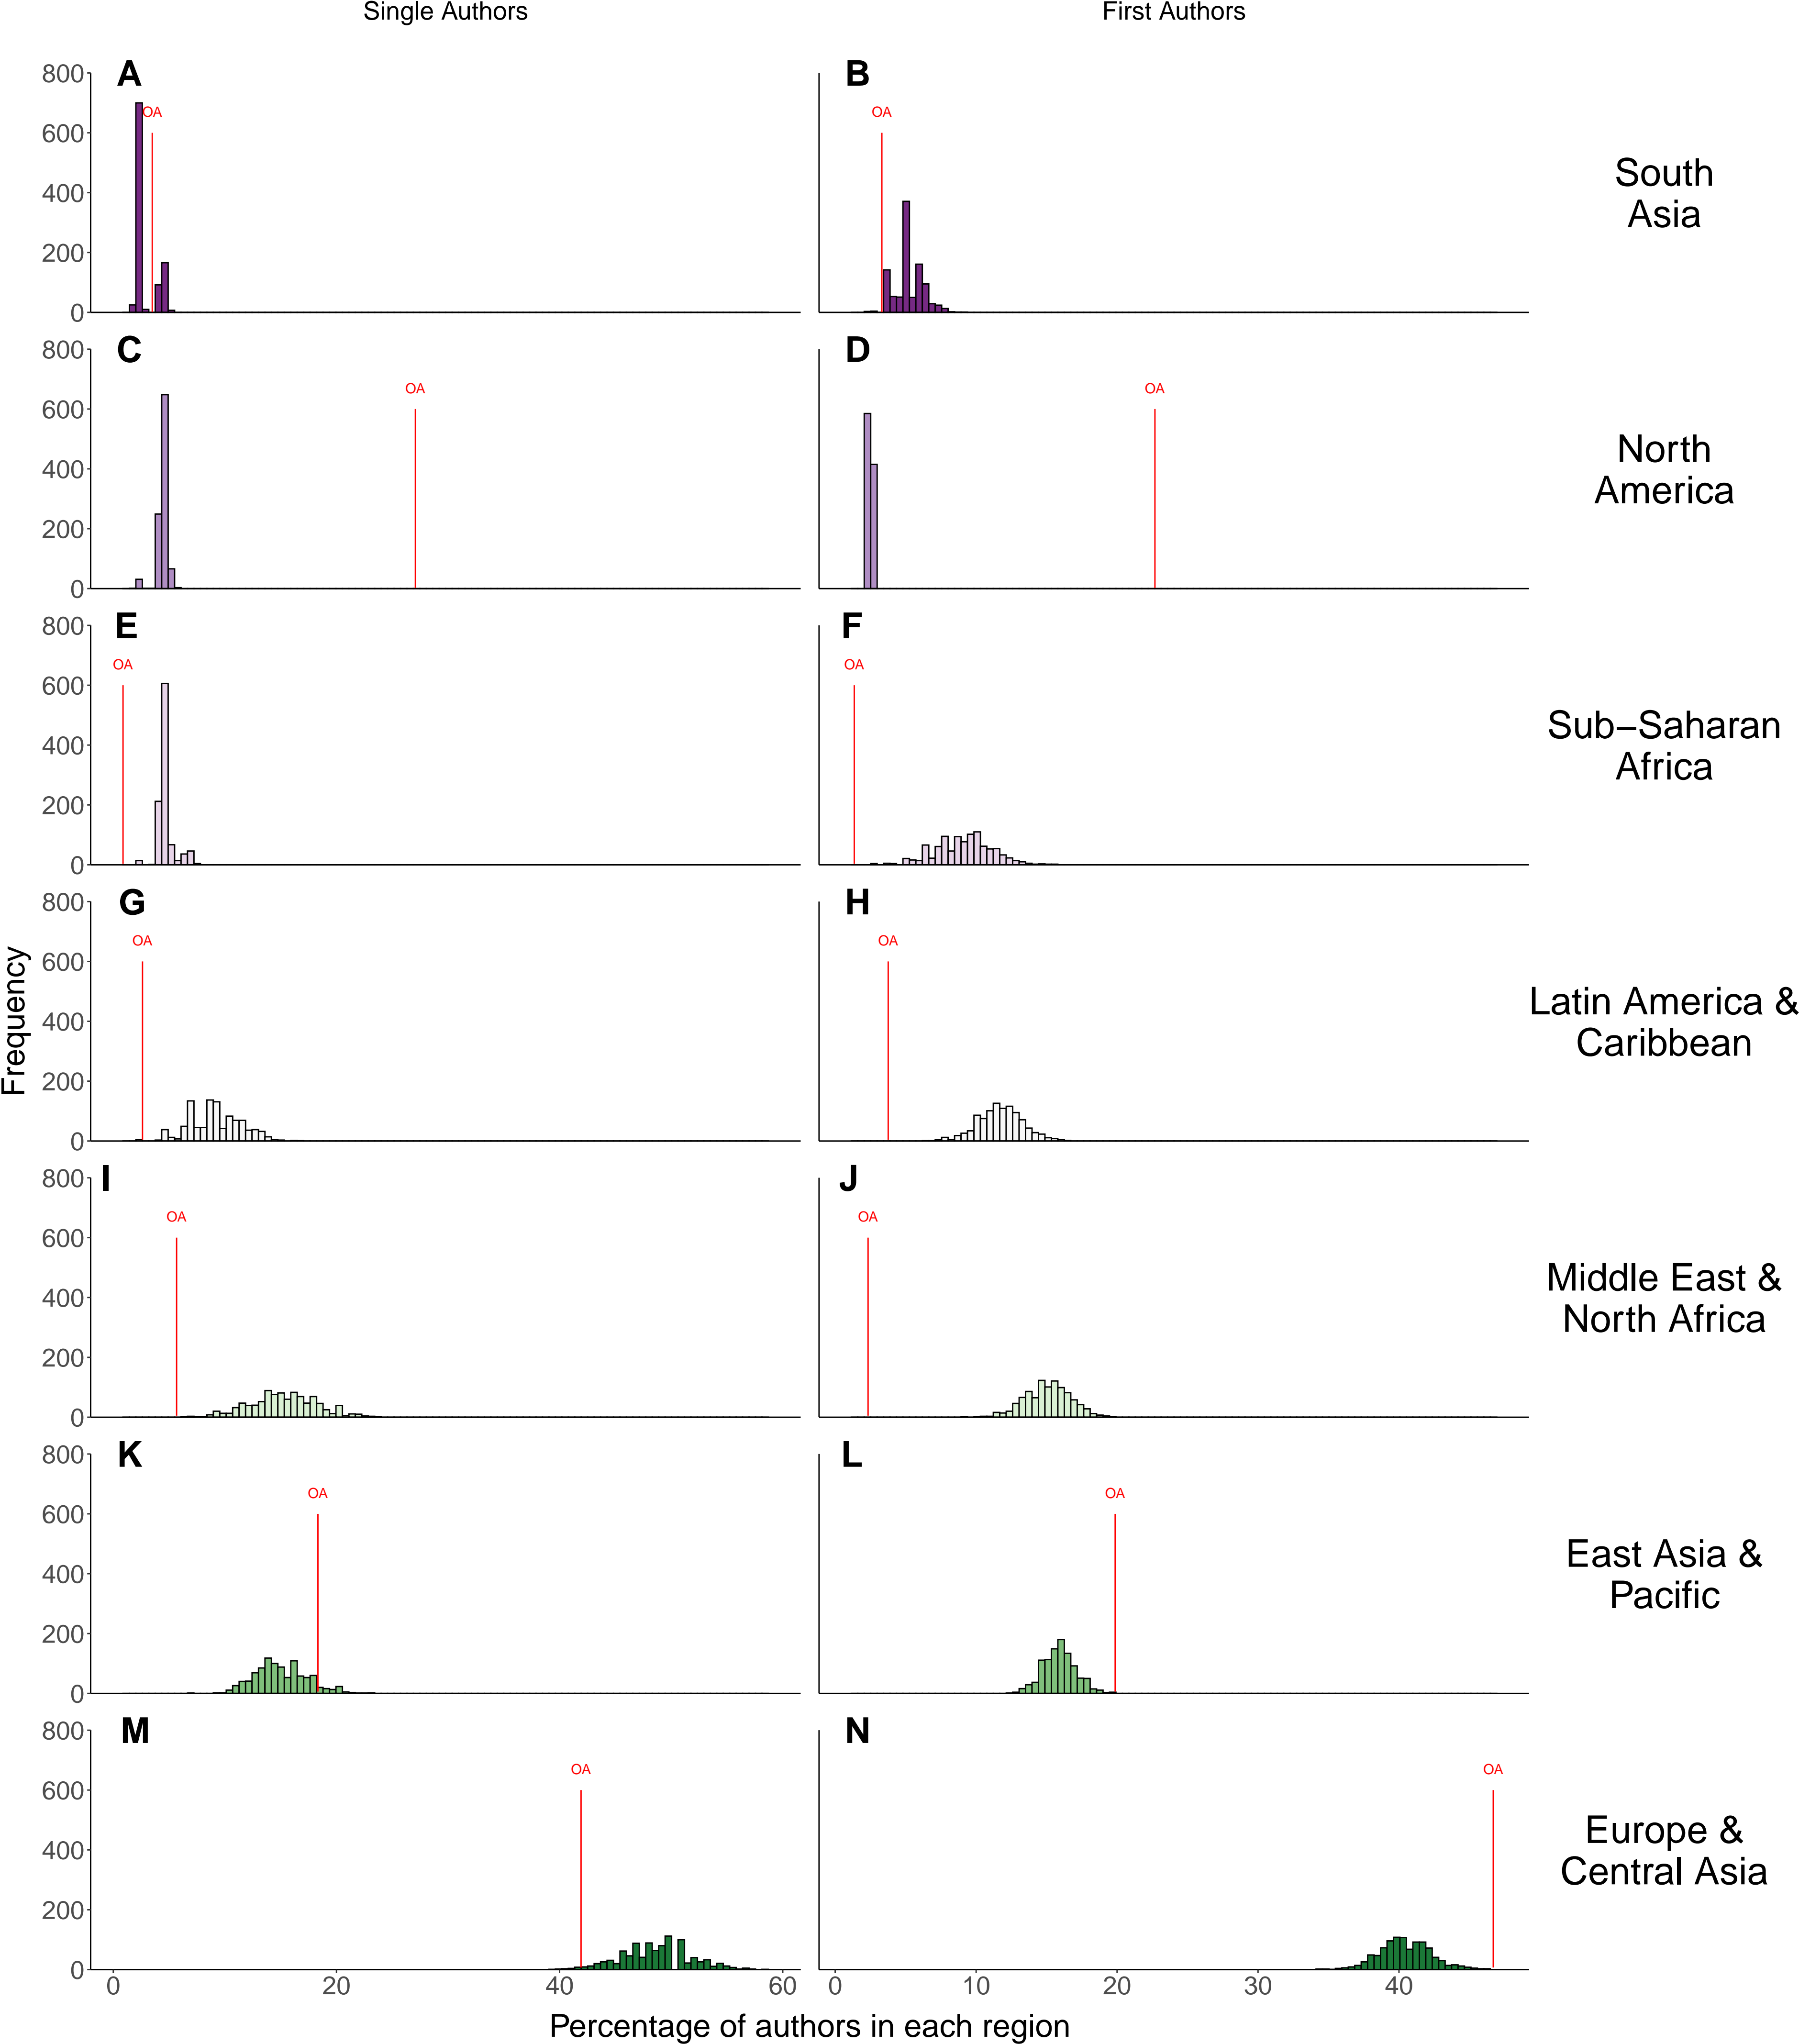 Single Authors
First Authors
A
B
800
600
400
200
0
OA
OA
South
Asia
C
D
800
600
400
200
0
OA
OA
North
America
E
F
800
600
400
200
0
OA
OA
Sub−Saharan
Africa
G
H
800
600
400
200
0
OA
OA
Latin America &
Caribbean
Frequency
I
J
800
600
400
200
0
OA
OA
Middle East &
North Africa
K
L
800
600
400
200
0
OA
OA
East Asia &
Pacific
M
N
800
600
400
200
0
OA
OA
Europe &
Central Asia
0 20 40 60
0 10 20 30 40
Percentage of authors in each region